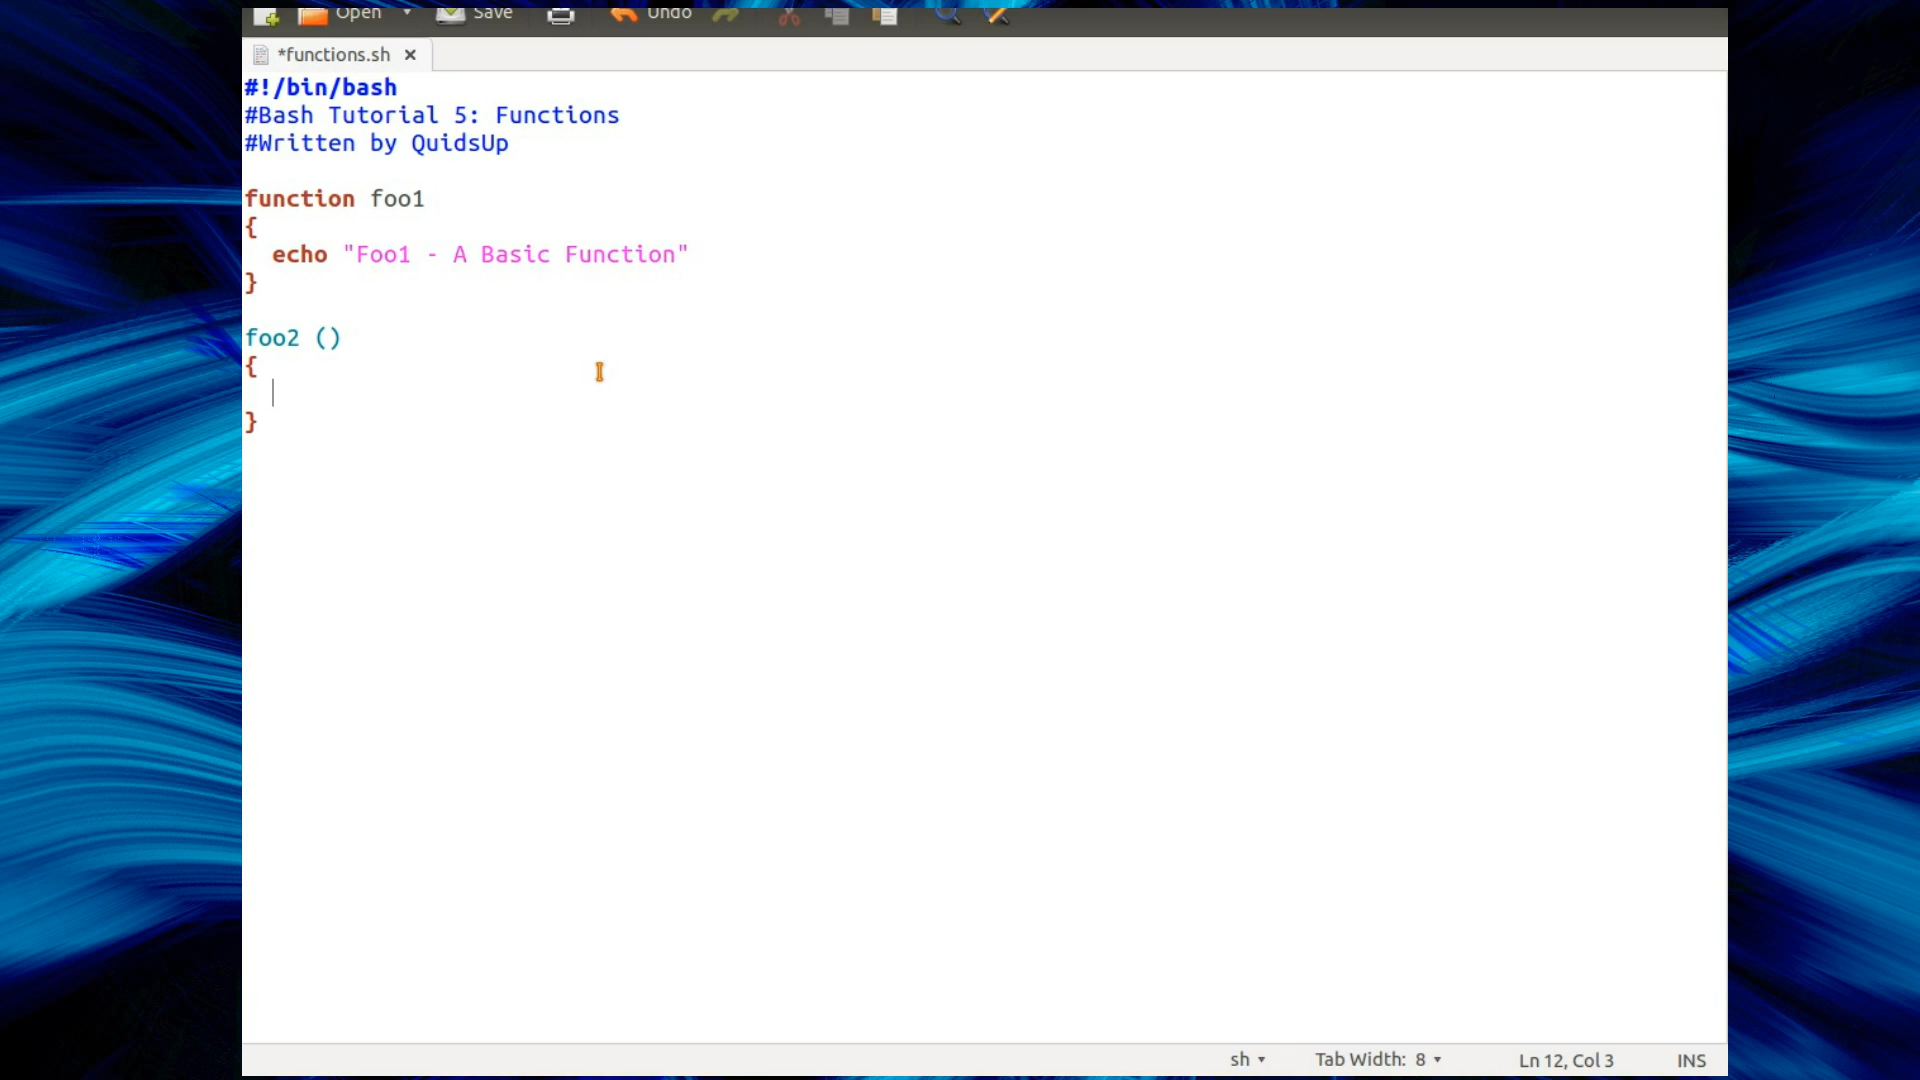 Open Save Undo
*functions.sh
#!/bin/bash
#Bash Tutorial 5: Functions
#Written by QuidsUp
function foo1
{
echo "Foo1 - A Basic Function"
}
foo2 ()
{
}
sh Tab Width: 8 Ln 12, Col 3 INS